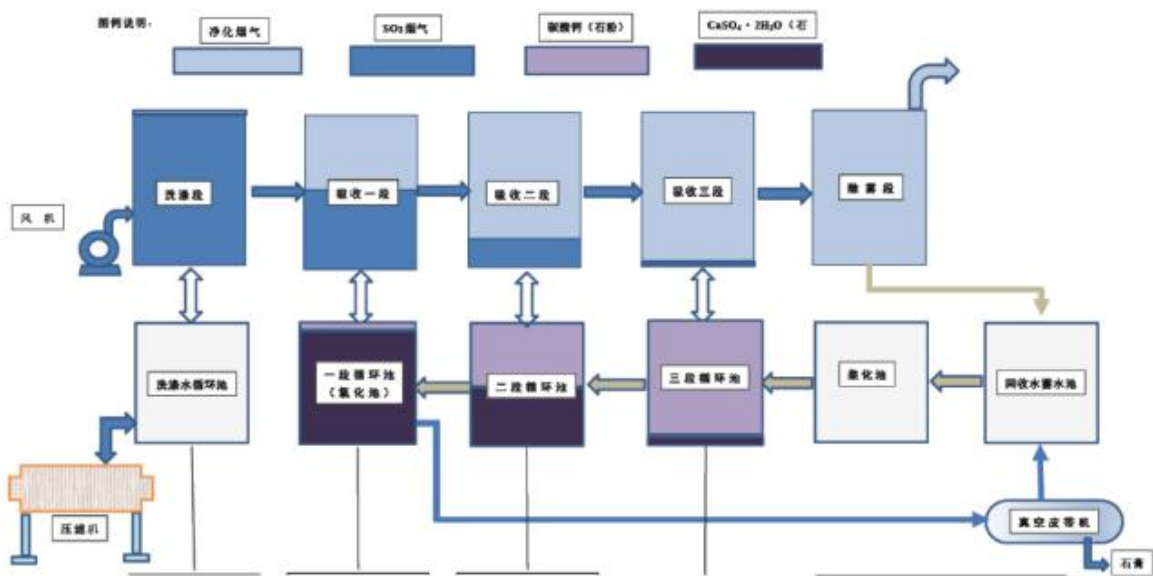 图例说明：
净化烟气
SO₂烟气
碳酸钙（石粉）
CaSO₄·2H₂O（石
洗涤段
吸收一段
吸收二段
吸收三段
除雾段
风 机
洗涤水循环池
一段循环池
（氧化池）
二段循环池
三段循环池
浆化池
回收水蓄水池
压滤机
真空皮带机
石膏